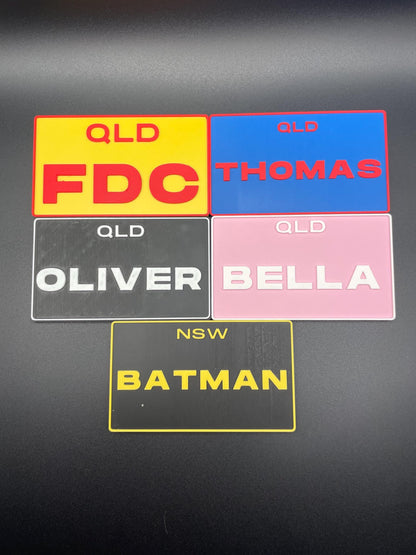 QLD
FDC
QLD
THOMAS
QLD
OLIVER
QLD
BELLA
NSW
BATMAN